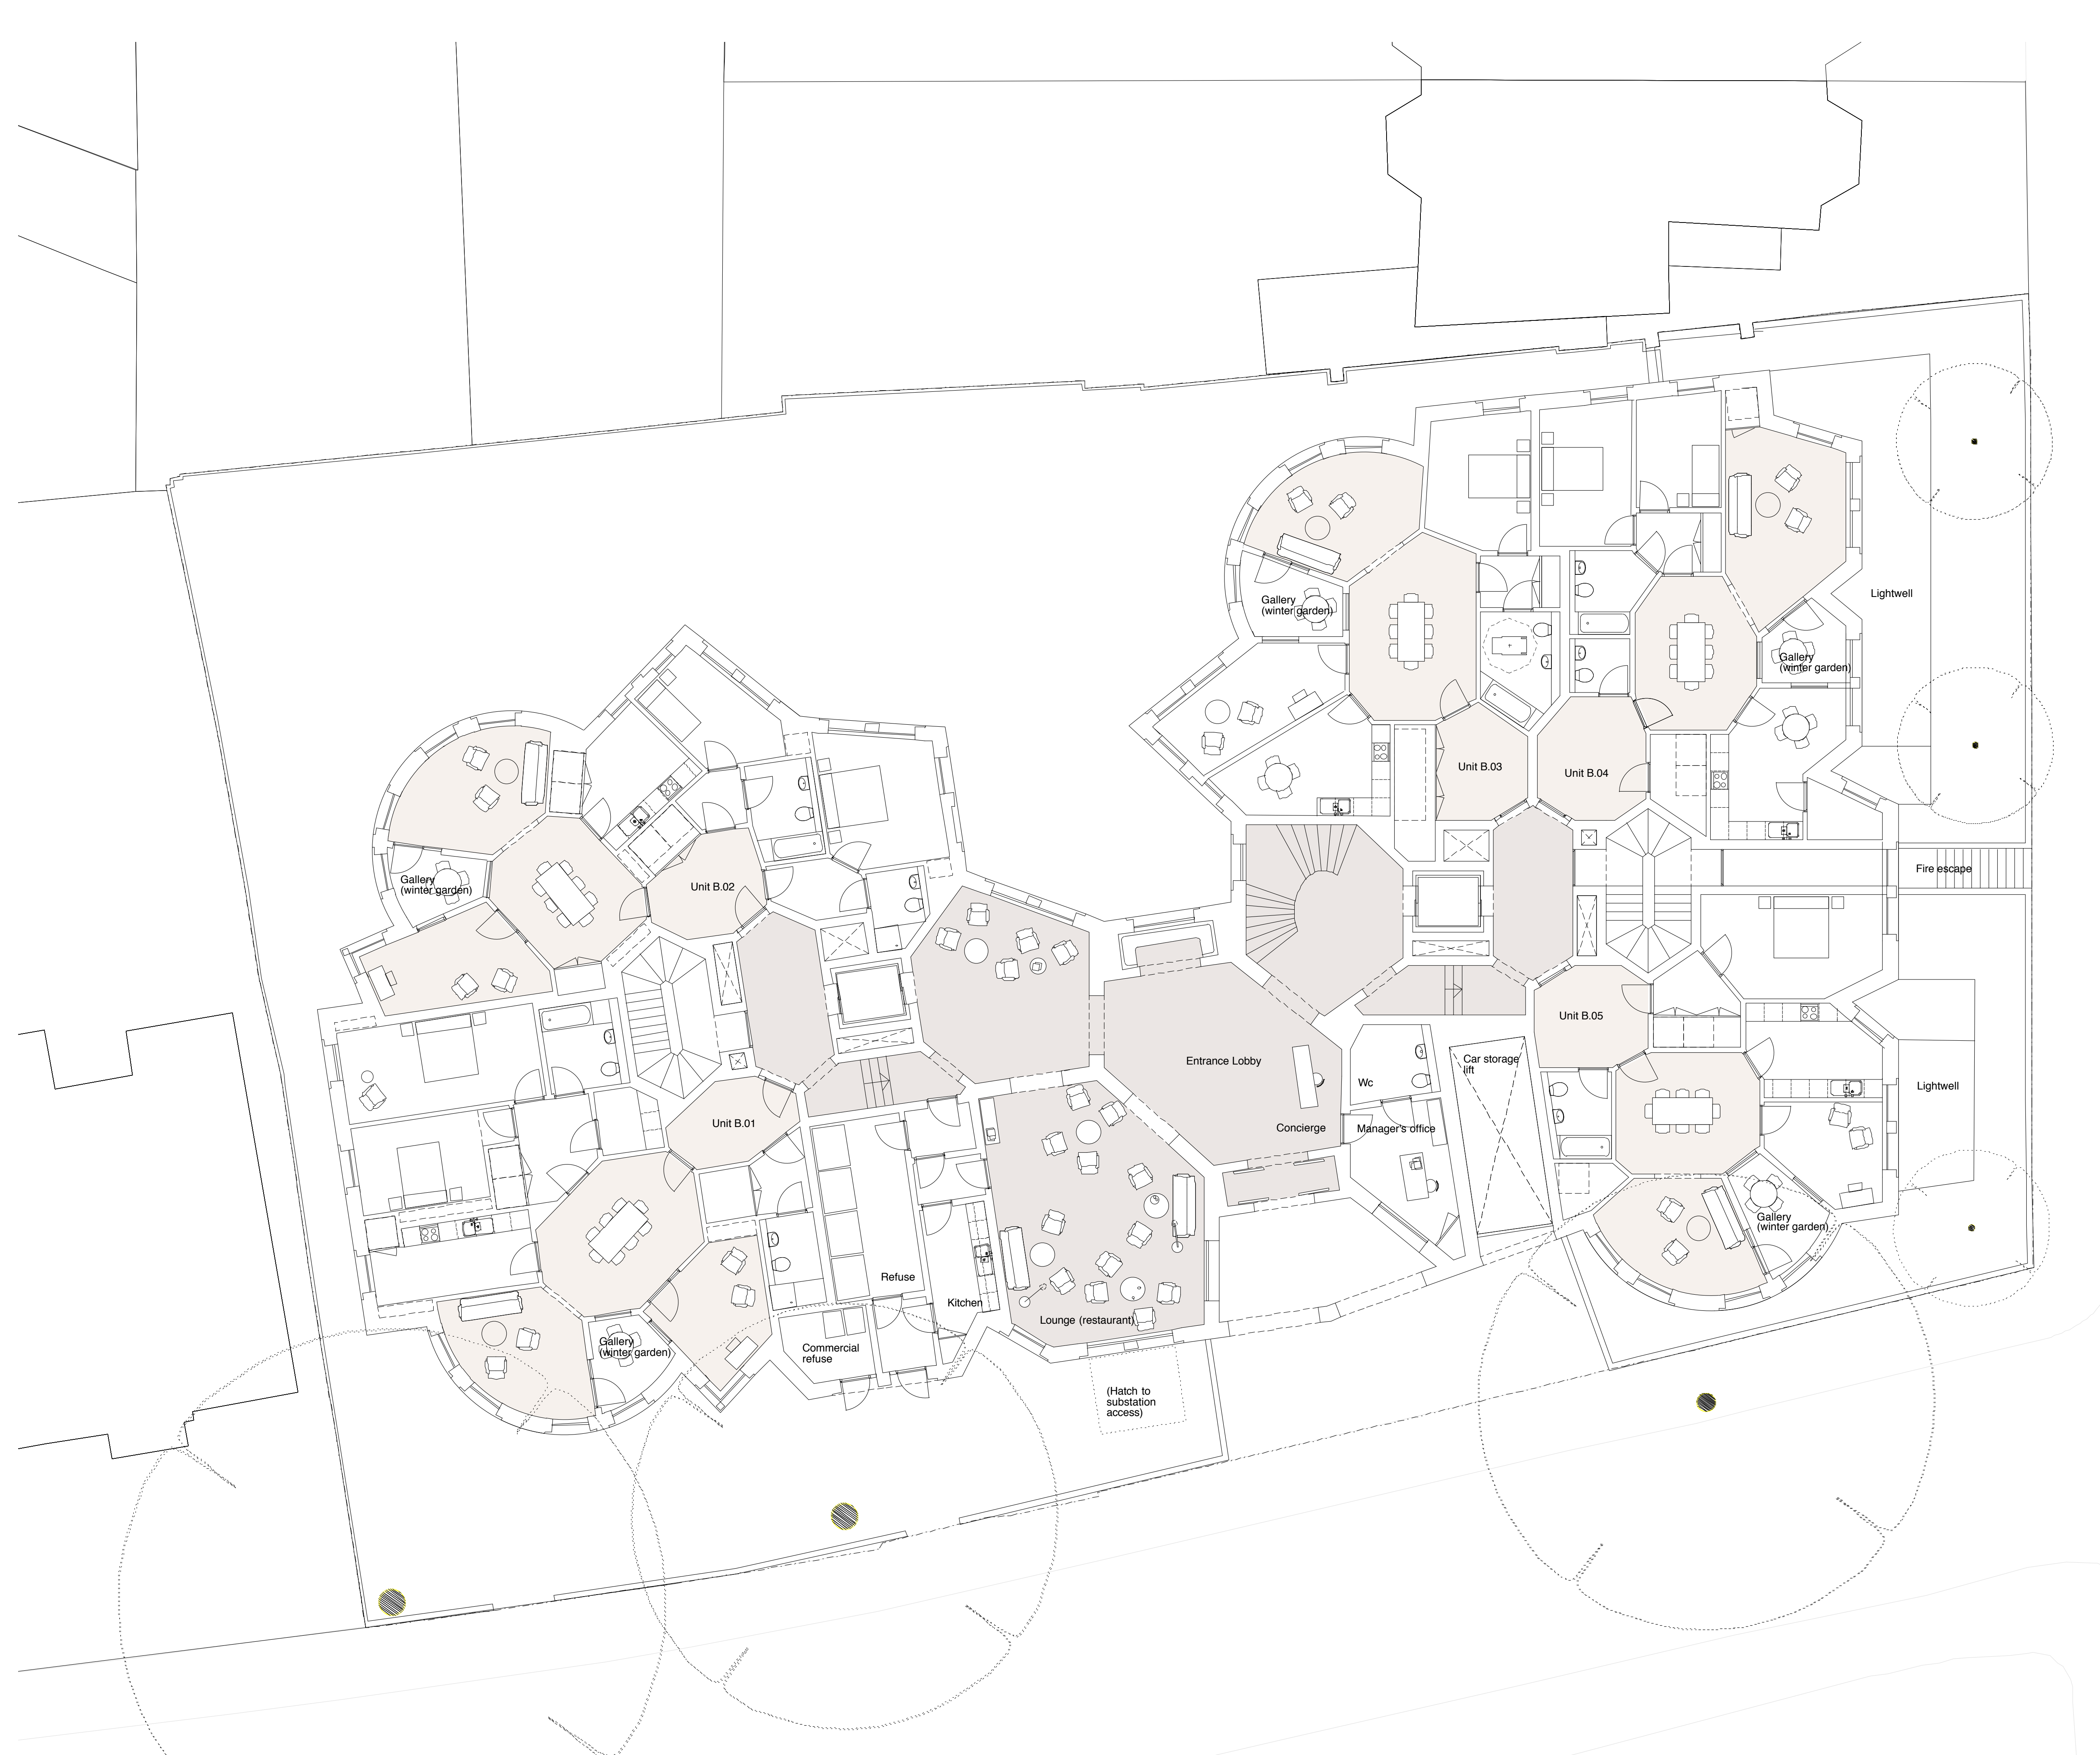 Gallery
(winter garden)
Lightwell
Gallery
(winter garden)
Unit B.03
Unit B.04
Fire escape
Gallery
(winter garden)
Unit B.02
Unit B.05
Entrance Lobby
Car storage
lift
Wc
Lightwell
Unit B.01
Concierge
Manager's office
Gallery
(winter garden)
Refuse
Kitchen
Lounge (restaurant)
Gallery
(winter garden)
Commercial
refuse
(Hatch to
substation
access)